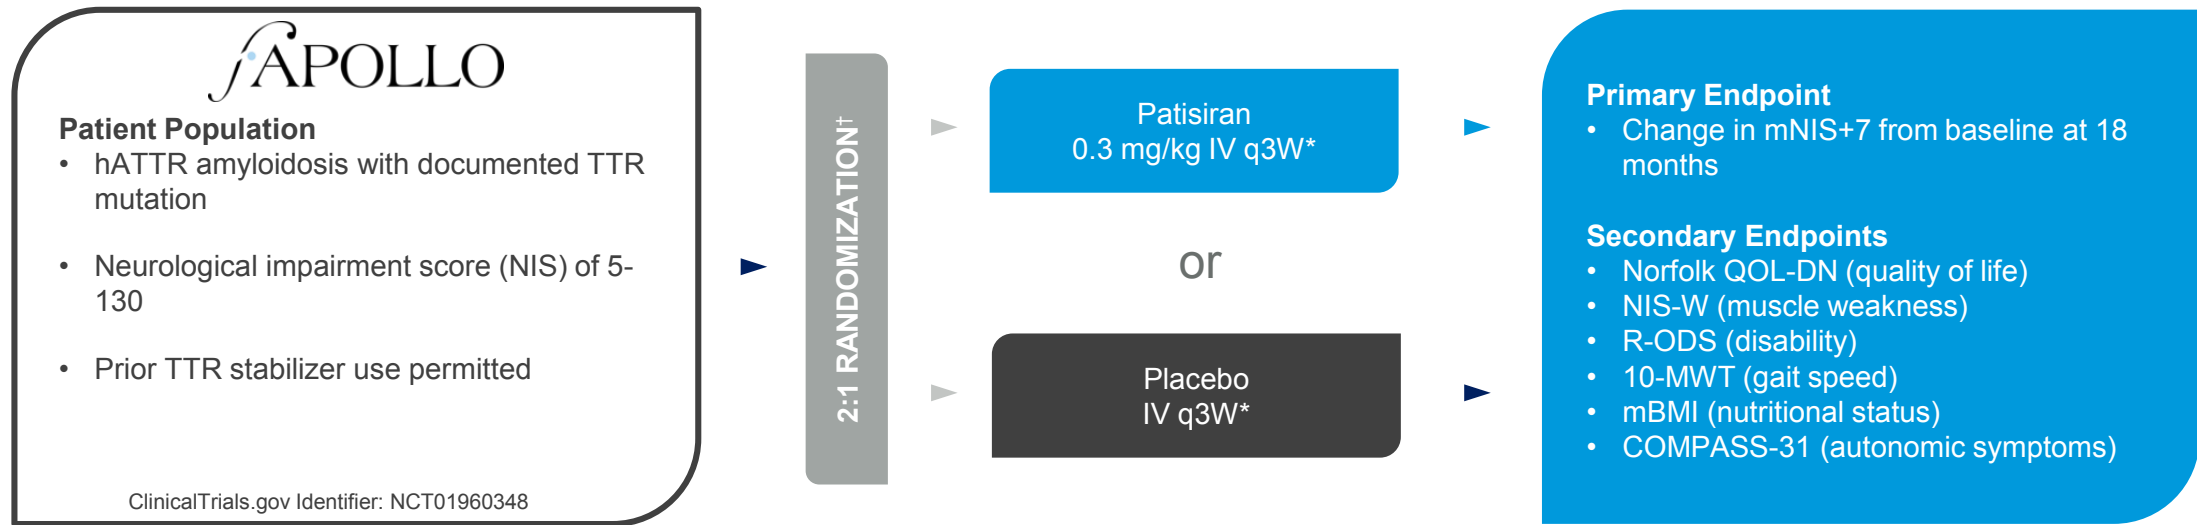 APOLLO
Patient Population
• hATTR amyloidosis with documented TTR
mutation
• Neurological impairment score (NIS) of 5-
130
• Prior TTR stabilizer use permitted
ClinicalTrials.gov Identifier: NCT01960348
2:1 RANDOMIZATION†
Patisiran
0.3 mg/kg IV q3W*
or
Placebo
IV q3W*
Primary Endpoint
• Change in mNIS+7 from baseline at 18
months
Secondary Endpoints
• Norfolk QOL-DN (quality of life)
• NIS-W (muscle weakness)
• R-ODS (disability)
• 10-MWT (gait speed)
• mBMI (nutritional status)
• COMPASS-31 (autonomic symptoms)